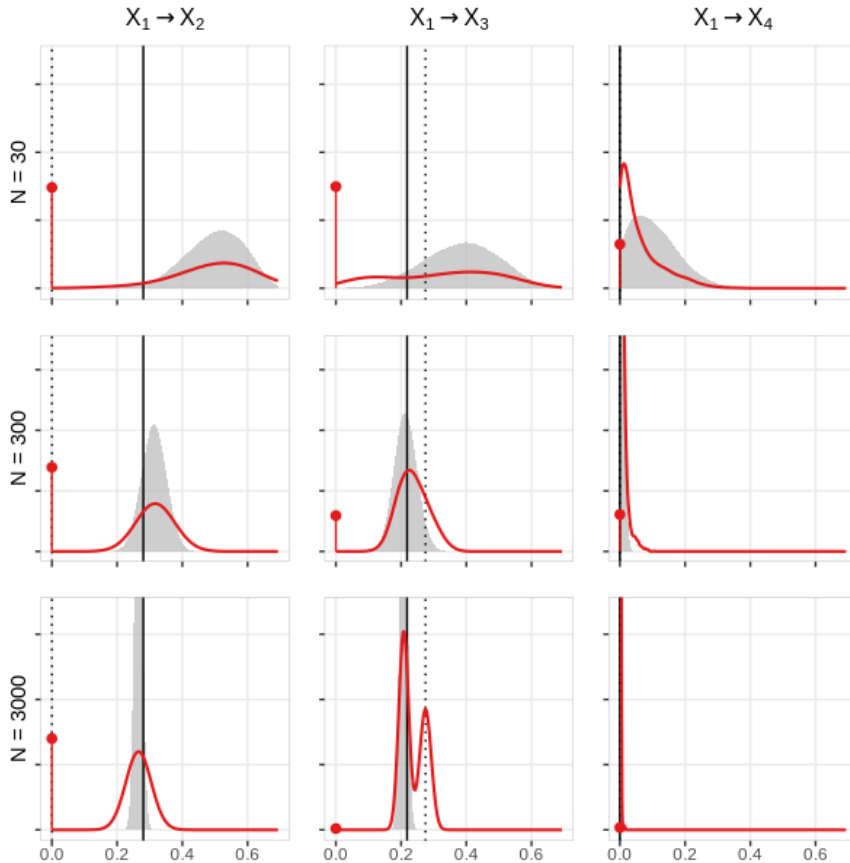 X₁ → X₂ X₁ → X₃ X₁ → X₄
N = 30
N = 300
N = 3000
0.0 0.2 0.4 0.6 0.0 0.2 0.4 0.6 0.0 0.2 0.4 0.6